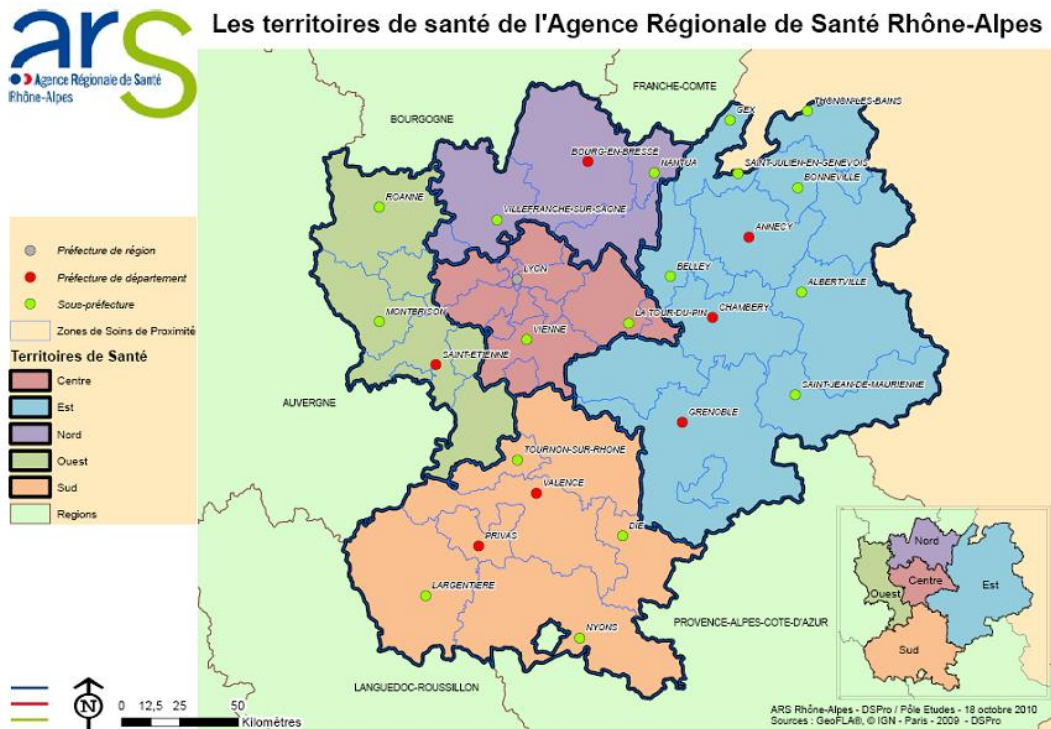 Les territoires de santé de l'Agence Régionale de Santé Rhône-Alpes
ars
Agence Régionale de Santé
Rhône-Alpes
FRANCHE-COMTE
BOURGOGNE
GEX
THONON-LES-BAINS
BOURG-EN-BRESSE
NANTUA
SAINT-JULIEN-EN-GENEVOIS
BONNEVILLE
ROANNE
VILLEFRANCHE-SUR-SAONE
ANNECY
LYON
BELLEY
ALBERTVILLE
MONTBRISON
VIENNE
LA TOUR-DU-PIN
CHAMBERY
SAINT-ETIENNE
SAINT-JEAN-DE-MAURIENNE
AUVERGNE
GRENOBLE
TOURNON-SUR-RHONE
VALENCE
PRIVAS
DIE
LARGENTIERE
NYONS
PROVENCE-ALPES-COTE-D'AZUR
LANGUEDOC-ROUSSILLON
Préfecture de région
Préfecture de département
Sous-préfecture
Zones de Soins de Proximité
Territoires de Santé
Centre
Est
Nord
Ouest
Sud
Regions
Nord
Centre
Ouest
Est
Sud
N
0 12,5 25 50
Kilomètres
ARS Rhône-Alpes - DSPro / Pôle Etudes - 18 octobre 2010
Sources : GeoFLA®, © IGN - Paris - 2009 - DSPro